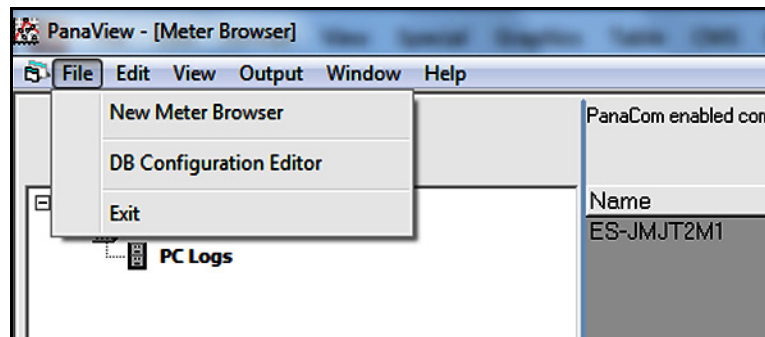 PanaView - [Meter Browser]
File Edit View Output Window Help
New Meter Browser
DB Configuration Editor
Exit
PC Logs
PanaCom enabled con
Name
ES-JMJT2M1